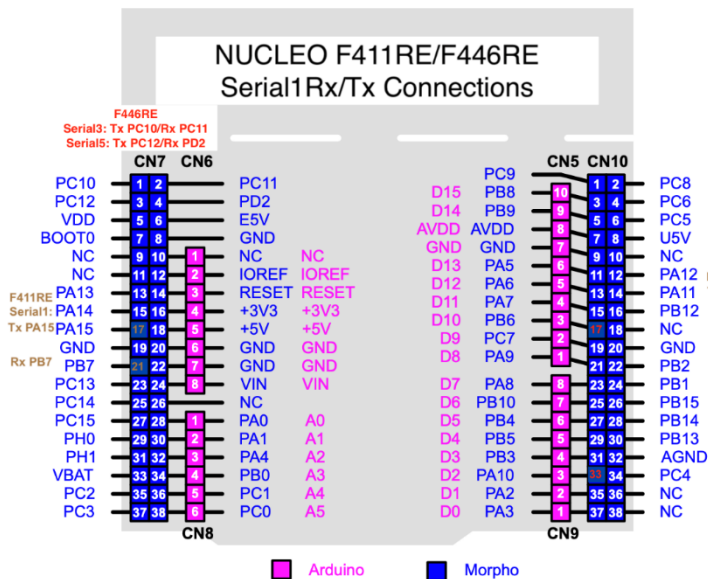 NUCLEO F411RE/F446RE
Serial1Rx/Tx Connections
F446RE
Serial3: Tx PC10/Rx PC11
Serial5: Tx PC12/Rx PD2
CN7 CN6 CN5 CN10
PC9
PC10 1 2 PC11 D15 PB8 10 1 2 PC8
PC12 3 4 PD2 D14 PB9 9 3 4 PC6
VDD 5 6 E5V AVDD AVDD 8 5 6 PC5
BOOT0 7 8 GND GND GND 7 7 8 U5V
NC 9 10 1 NC NC D13 PA5 6 9 10 NC
NC 11 12 2 IOREF IOREF D12 PA6 5 11 12 PA12
F411RE PA13 13 14 3 RESET RESET D11 PA7 4 13 14 PA11
Serial1: PA14 15 16 4 +3V3 +3V3 D10 PB6 3 15 16 PB12
Tx PA15 PA15 17 18 5 +5V +5V D9 PC7 2 17 18 NC
GND 19 20 6 GND GND D8 PA9 1 19 20 GND
Rx PB7 PB7 21 22 7 GND GND 21 22 PB2
PC13 23 24 8 VIN VIN D7 PA8 8 23 24 PB1
PC14 25 26 NC D6 PB10 7 25 26 PB15
PC15 27 28 1 PA0 A0 D5 PB4 6 27 28 PB14
PH0 29 30 2 PA1 A1 D4 PB5 5 29 30 PB13
PH1 31 32 3 PA4 A2 D3 PB3 4 31 32 AGND
VBAT 33 34 4 PB0 A3 D2 PA10 3 33 34 PC4
PC2 35 36 5 PC1 A4 D1 PA2 2 35 36 NC
PC3 37 38 6 PC0 A5 D0 PA3 1 37 38 NC
CN8 CN9
Arduino Morpho